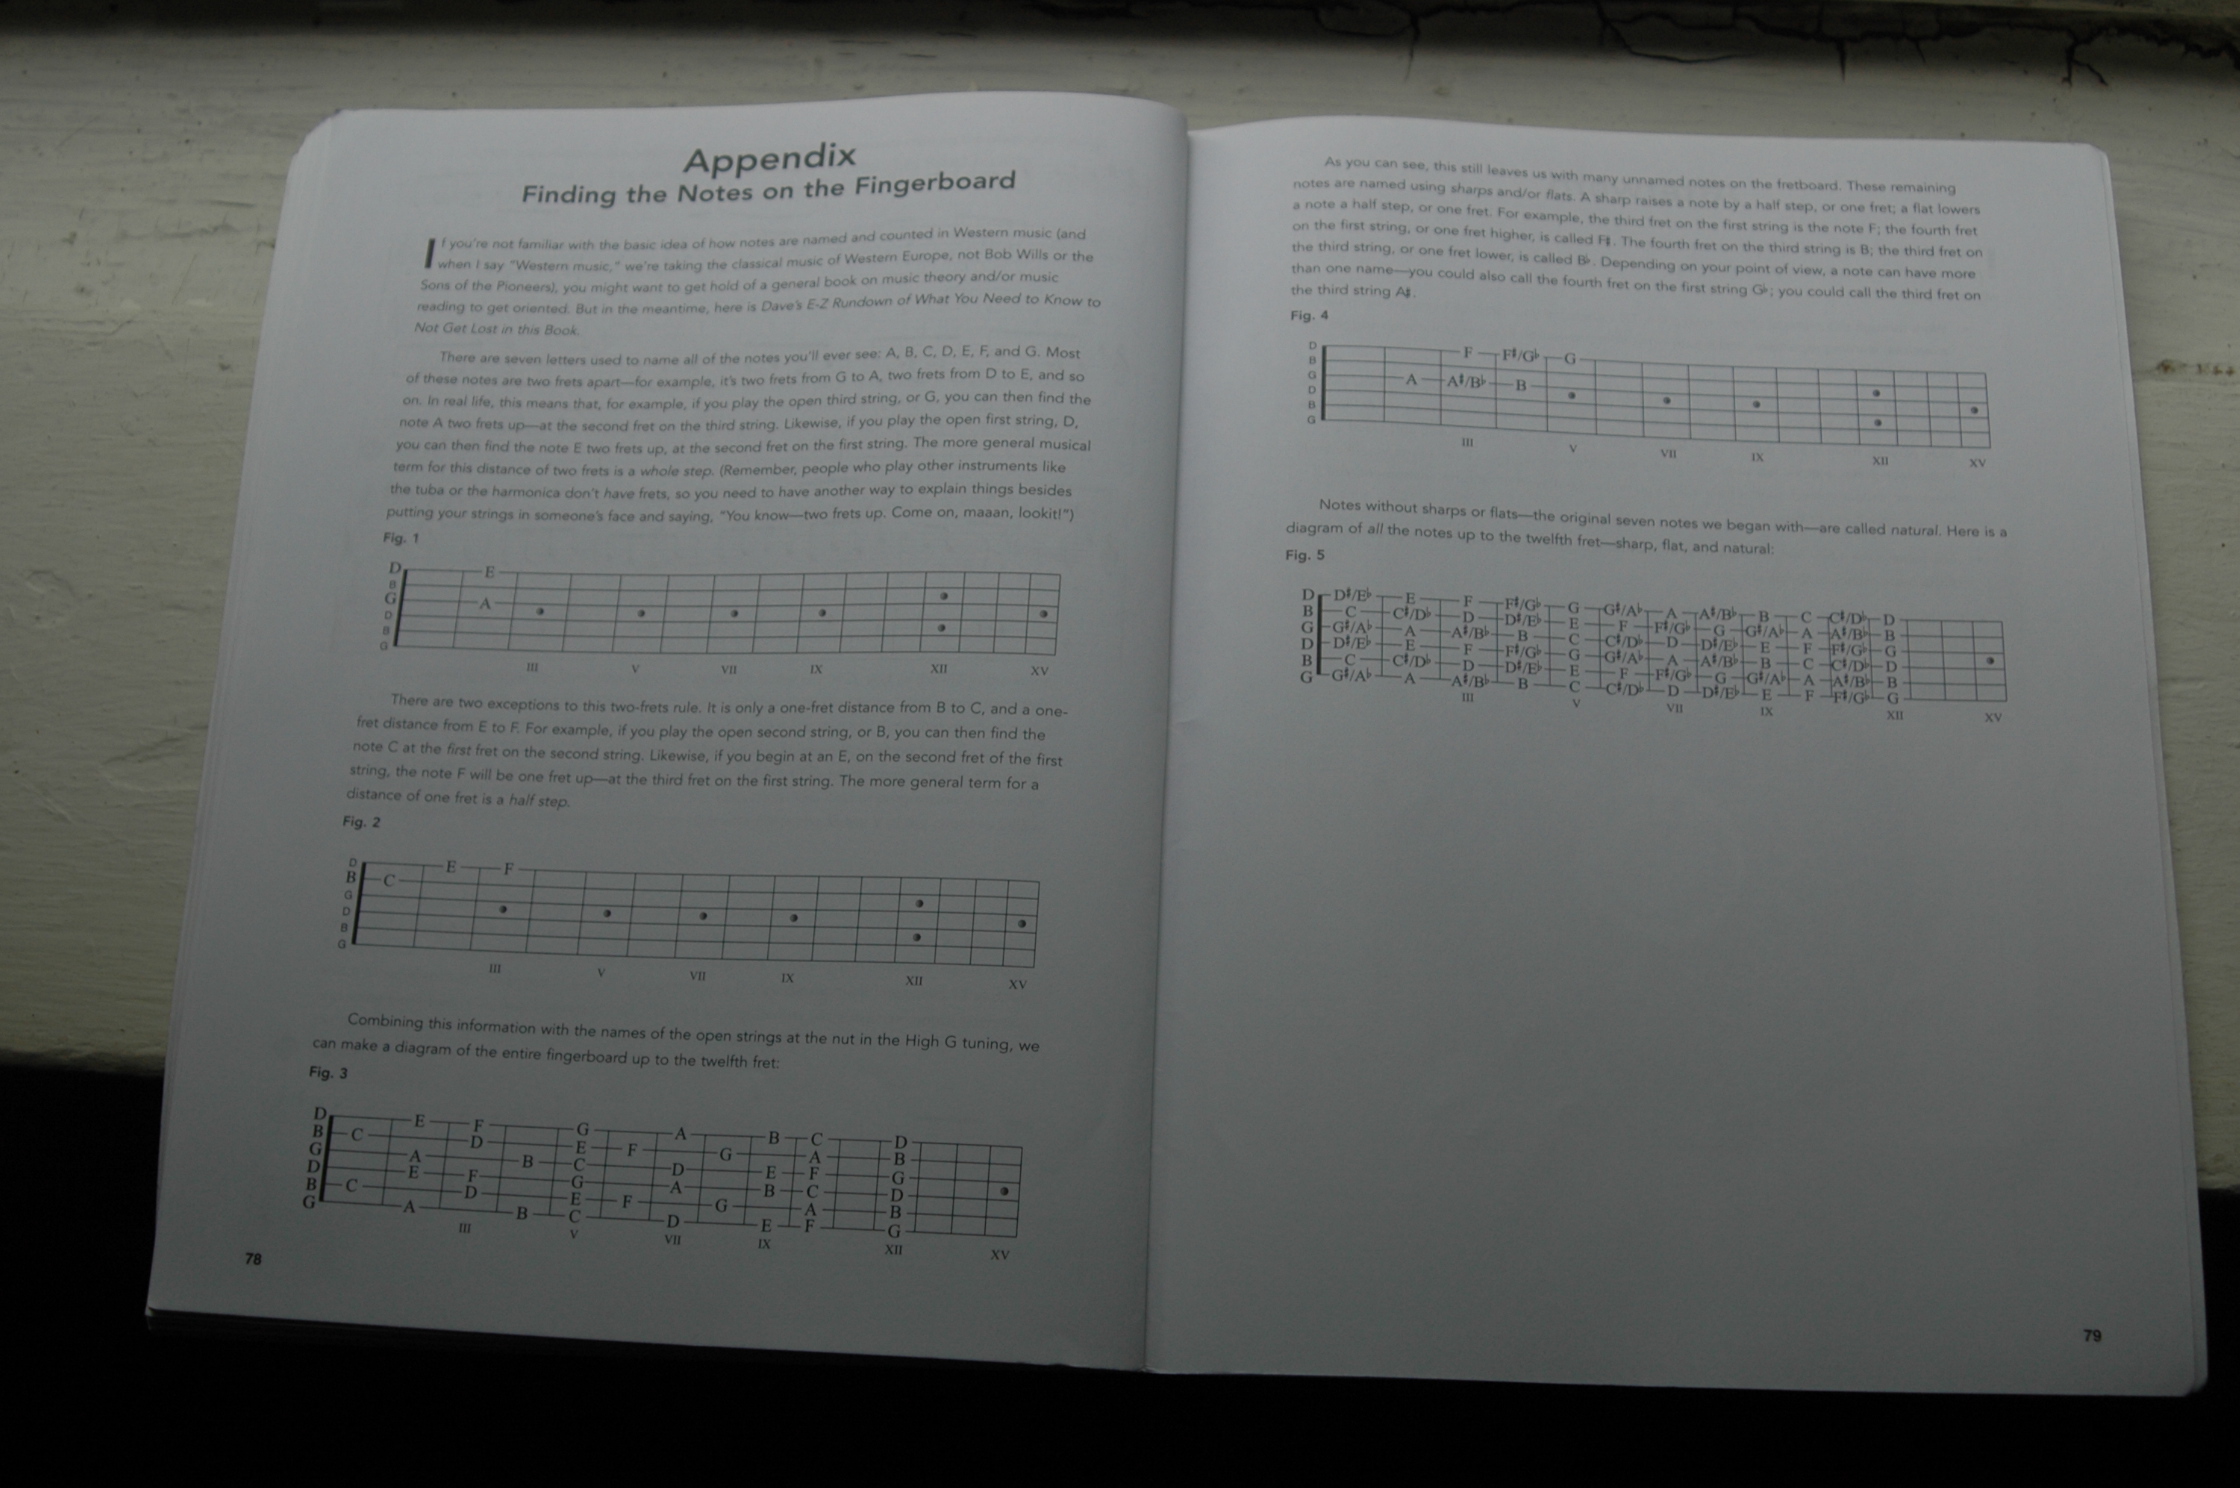 Appendix
Finding the Notes on the Fingerboard
If you're not familiar with the basic idea of how notes are named and counted in Western music (and
when I say "Western music," we're taking the classical music of Western Europe, not Bob Wills or the
Sons of the Pioneers), you might want to get hold of a general book on music theory and/or music
reading to get oriented. But in the meantime, here is Dave's E-Z Rundown of What You Need to Know to
Not Get Lost in this Book.
There are seven letters used to name all of the notes you'll ever see: A, B, C, D, E, F, and G. Most
of these notes are two frets apart—for example, it's two frets from G to A, two frets from D to E, and so
on. In real life, this means that, for example, if you play the open third string, or G, you can then find the
note A two frets up—at the second fret on the third string. Likewise, if you play the open first string, D,
you can then find the note E two frets up, at the second fret on the first string. The more general musical
term for this distance of two frets is a whole step. (Remember, people who play other instruments like
the tuba or the harmonica don't have frets, so you need to have another way to explain things besides
putting your strings in someone's face and saying, "You know—two frets up. Come on, maaan, lookit!")
Fig. 1
D E
B
G A
D
B
G
III V VII IX XII XV
There are two exceptions to this two-frets rule. It is only a one-fret distance from B to C, and a one-
fret distance from E to F. For example, if you play the open second string, or B, you can then find the
note C at the first fret on the second string. Likewise, if you begin at an E, on the second fret of the first
string, the note F will be one fret up—at the third fret on the first string. The more general term for a
distance of one fret is a half step.
Fig. 2
D E F
B C
G
D
B
G
III V VII IX XII XV
Combining this information with the names of the open strings at the nut in the High G tuning, we
can make a diagram of the entire fingerboard up to the twelfth fret:
Fig. 3
D E F G A B C D
B C D E F G A B
G A B C D E F G
D E F G A B C D
B C D E F G A B
G A B C D E F G
III V VII IX XII XV
78
As you can see, this still leaves us with many unnamed notes on the fretboard. These remaining
notes are named using sharps and/or flats. A sharp raises a note by a half step, or one fret; a flat lowers
a note a half step, or one fret. For example, the third fret on the first string is the note F; the fourth fret
on the first string, or one fret higher, is called F♯. The fourth fret on the third string is B; the third fret on
the third string, or one fret lower, is called B♭. Depending on your point of view, a note can have more
than one name—you could also call the fourth fret on the first string G♭; you could call the third fret on
the third string A♯.
Fig. 4
D F F♯/G♭ G
B
G A A♯/B♭ B
D
B
G
III V VII IX XII XV
Notes without sharps or flats—the original seven notes we began with—are called natural. Here is a
diagram of all the notes up to the twelfth fret—sharp, flat, and natural:
Fig. 5
D D♯/E♭ E F F♯/G♭ G G♯/A♭ A A♯/B♭ B C C♯/D♭ D
B C C♯/D♭ D D♯/E♭ E F F♯/G♭ G G♯/A♭ A A♯/B♭ B
G G♯/A♭ A A♯/B♭ B C C♯/D♭ D D♯/E♭ E F F♯/G♭ G
D D♯/E♭ E F F♯/G♭ G G♯/A♭ A A♯/B♭ B C C♯/D♭ D
B C C♯/D♭ D D♯/E♭ E F F♯/G♭ G G♯/A♭ A A♯/B♭ B
G G♯/A♭ A A♯/B♭ B C C♯/D♭ D D♯/E♭ E F F♯/G♭ G
III V VII IX XII XV
79